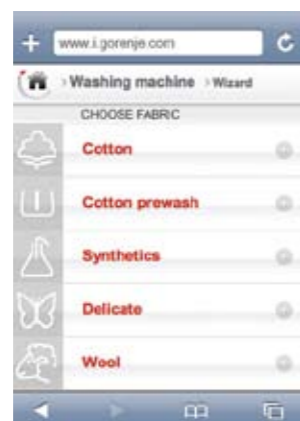 www.i.gorenje.com
Washing machine Wizard
CHOOSE FABRIC
Cotton
Cotton prewash
Synthetics
Delicate
Wool